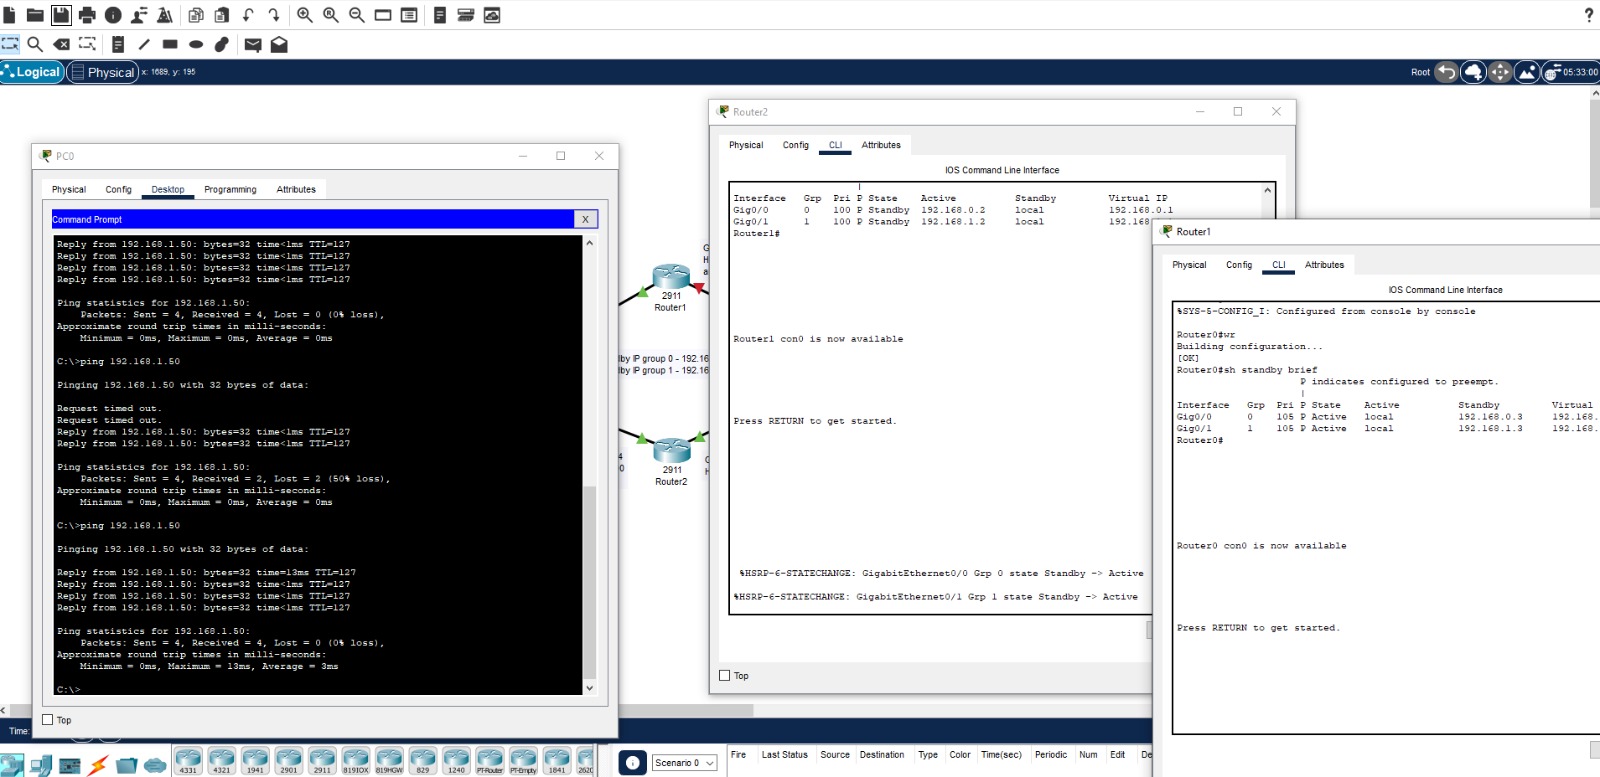 ?
Logical
Physical
x: 1689, y: 195
Root
05:33:00
PC0
Physical Config Desktop Programming Attributes
Command Prompt
X
Reply from 192.168.1.50: bytes=32 time<1ms TTL=127
Reply from 192.168.1.50: bytes=32 time<1ms TTL=127
Reply from 192.168.1.50: bytes=32 time<1ms TTL=127
Reply from 192.168.1.50: bytes=32 time<1ms TTL=127
Ping statistics for 192.168.1.50:
Packets: Sent = 4, Received = 4, Lost = 0 (0% loss),
Approximate round trip times in milli-seconds:
Minimum = 0ms, Maximum = 0ms, Average = 0ms
C:\>ping 192.168.1.50
Pinging 192.168.1.50 with 32 bytes of data:
Request timed out.
Request timed out.
Reply from 192.168.1.50: bytes=32 time<1ms TTL=127
Reply from 192.168.1.50: bytes=32 time<1ms TTL=127
Ping statistics for 192.168.1.50:
Packets: Sent = 4, Received = 2, Lost = 2 (50% loss),
Approximate round trip times in milli-seconds:
Minimum = 0ms, Maximum = 0ms, Average = 0ms
C:\>ping 192.168.1.50
Pinging 192.168.1.50 with 32 bytes of data:
Reply from 192.168.1.50: bytes=32 time=13ms TTL=127
Reply from 192.168.1.50: bytes=32 time<1ms TTL=127
Reply from 192.168.1.50: bytes=32 time<1ms TTL=127
Reply from 192.168.1.50: bytes=32 time<1ms TTL=127
Ping statistics for 192.168.1.50:
Packets: Sent = 4, Received = 4, Lost = 0 (0% loss),
Approximate round trip times in milli-seconds:
Minimum = 0ms, Maximum = 13ms, Average = 3ms
C:\>
Top
2911
Router1
by IP group 0 - 192.16
by IP group 1 - 192.16
2911
Router2
Router2
Physical Config CLI Attributes
IOS Command Line Interface
|
Interface Grp Pri P State Active Standby Virtual IP
Gig0/0 0 100 P Standby 192.168.0.2 local 192.168.0.1
Gig0/1 1 100 P Standby 192.168.1.2 local 192.168
Router1#
Router1 con0 is now available
Press RETURN to get started.
%HSRP-6-STATECHANGE: GigabitEthernet0/0 Grp 0 state Standby -> Active
%HSRP-6-STATECHANGE: GigabitEthernet0/1 Grp 1 state Standby -> Active
Top
Router1
Physical Config CLI Attributes
IOS Command Line Interface
%SYS-5-CONFIG_I: Configured from console by console
Router0#wr
Building configuration...
[OK]
Router0#sh standby brief
P indicates configured to preempt.
|
Interface Grp Pri P State Active Standby Virtual
Gig0/0 0 105 P Active local 192.168.0.3 192.168.
Gig0/1 1 105 P Active local 192.168.1.3 192.168.
Router0#
Router0 con0 is now available
Press RETURN to get started.
Time:
4331 4321 1941 2901 2911 819IOX 819HGW 829 1240 PT-Router PT-Empty 1841 2620
Scenario 0
Fire Last Status Source Destination Type Color Time(sec) Periodic Num Edit De